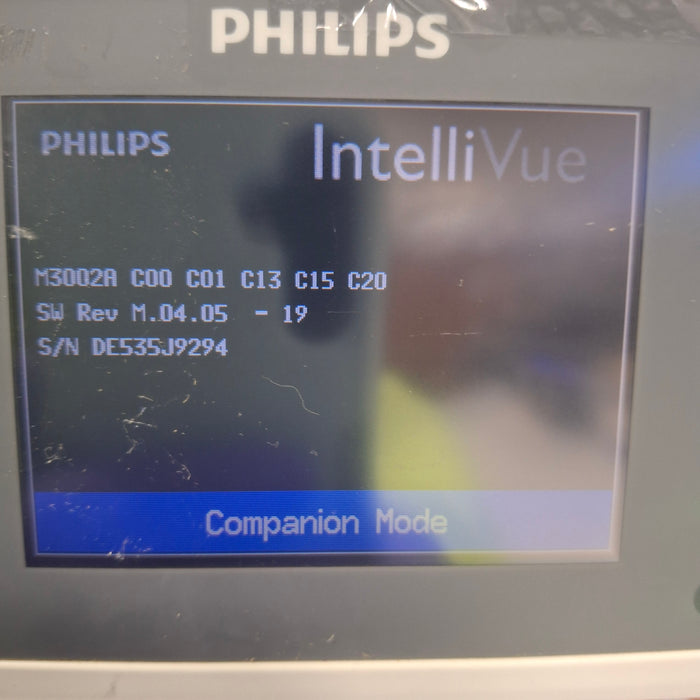 PHILIPS
PHILIPS IntelliVue
M3002A C00 C01 C13 C15 C20
SW Rev M.04.05 - 19
S/N DE535J9294
Companion Mode